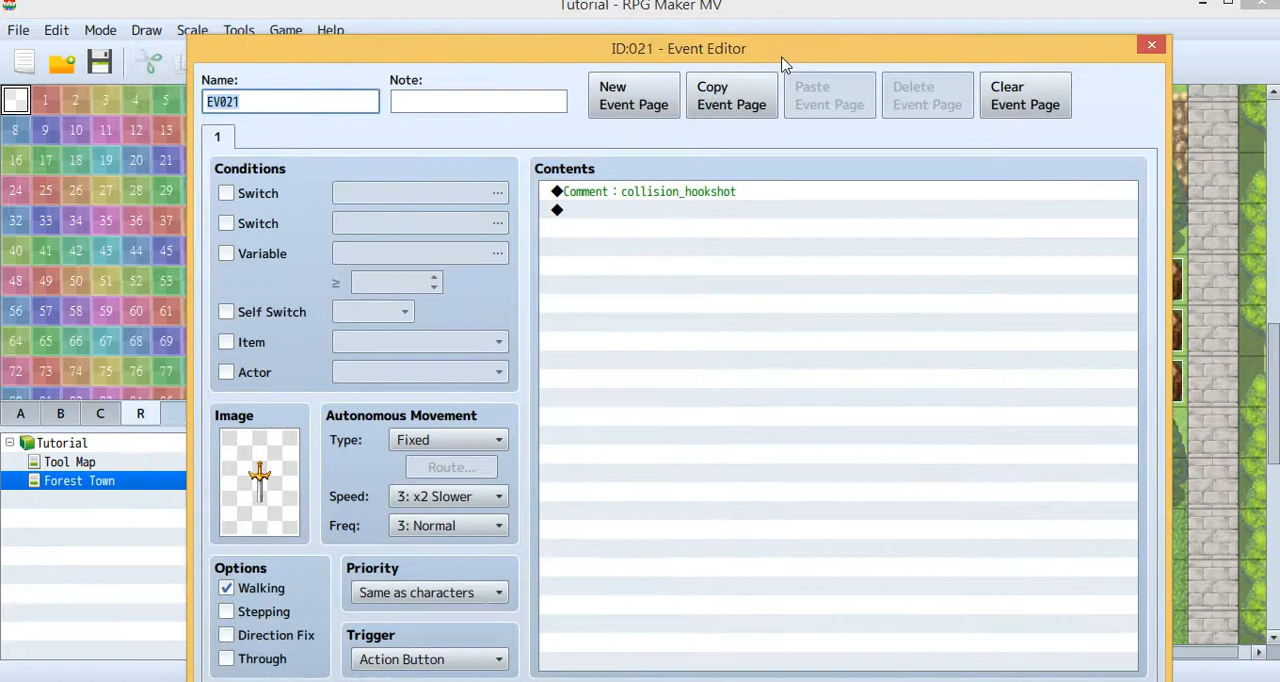 Tutorial - RPG Maker MV
File Edit Mode Draw Scale Tools Game Help
ID:021 - Event Editor
Name: Note:
EV021
New Event Page
Copy Event Page
Paste Event Page
Delete Event Page
Clear Event Page
1
1 2 3 4 5
8 9 10 11 12 13
16 17 18 19 20 21
24 25 26 27 28 29
32 33 34 35 36 37
40 41 42 43 44 45
48 49 50 51 52 53
56 57 58 59 60 61
64 65 66 67 68 69
72 73 74 75 76 77
A B C R
Tutorial
Tool Map
Forest Town
Conditions
Switch ...
Switch ...
Variable ...
≥
Self Switch
Item
Actor
Image
Autonomous Movement
Type: Fixed
Route...
Speed: 3: x2 Slower
Freq: 3: Normal
Options
Walking
Stepping
Direction Fix
Through
Priority
Same as characters
Trigger
Action Button
Contents
◆Comment：collision_hookshot
◆